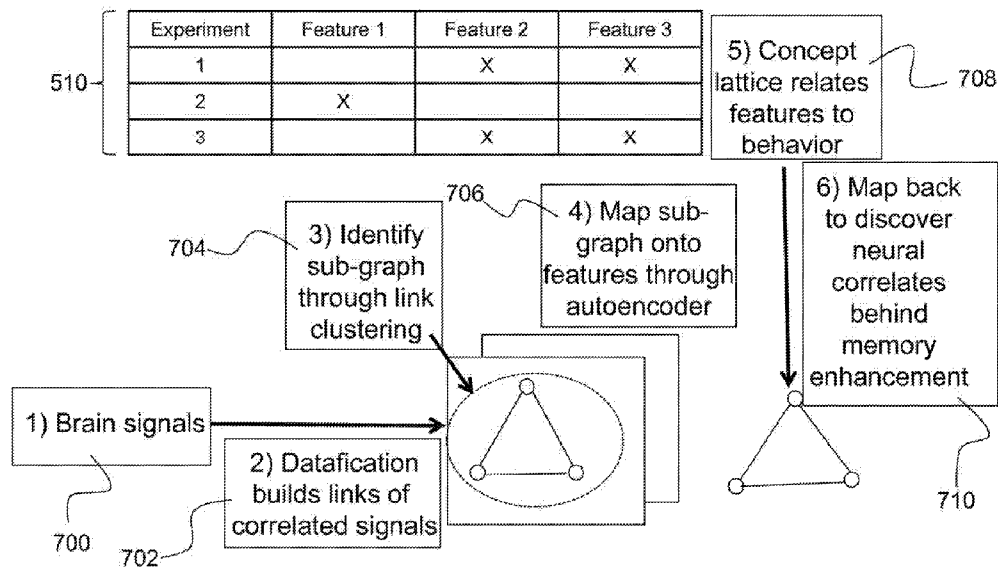 Experiment Feature 1 Feature 2 Feature 3
1 X X
2 X
3 X X
510
5) Concept
lattice relates
features to
behavior
708
706
4) Map sub-
graph onto
features through
autoencoder
6) Map back
to discover
neural
correlates
behind
memory
enhancement
704
3) Identify
sub-graph
through link
clustering
1) Brain signals
2) Datafication
builds links of
correlated signals
700
702
710